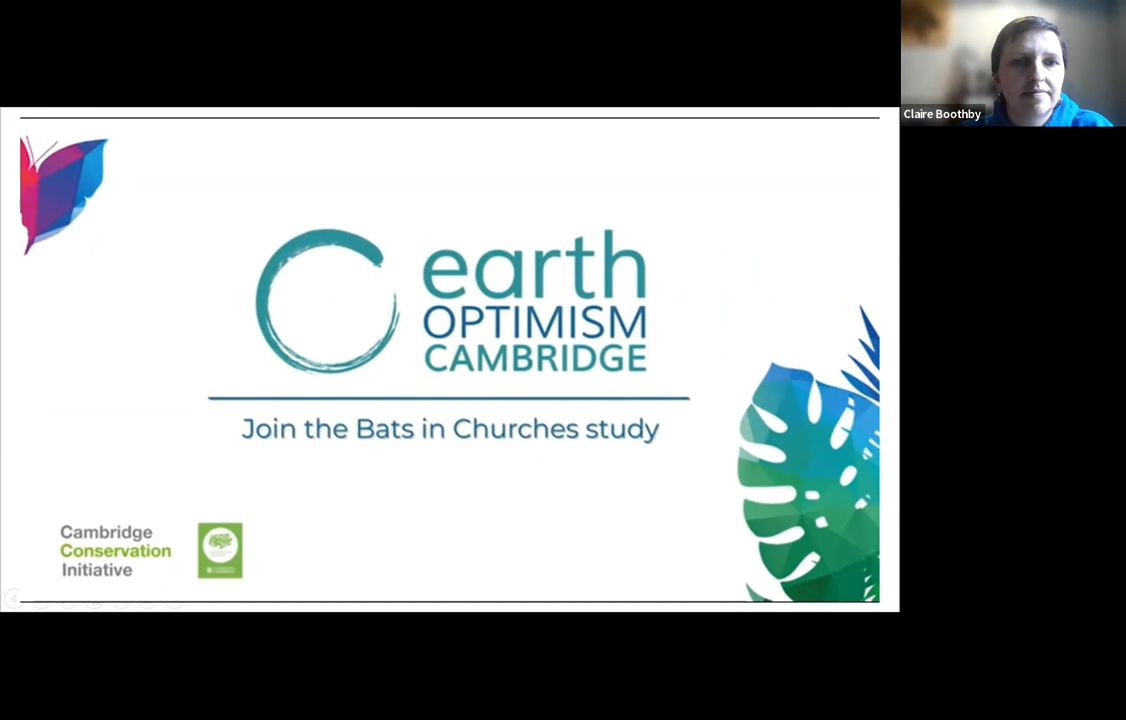 Claire Boothby
earth
OPTIMISM
CAMBRIDGE
Join the Bats in Churches study
Cambridge
Conservation
Initiative